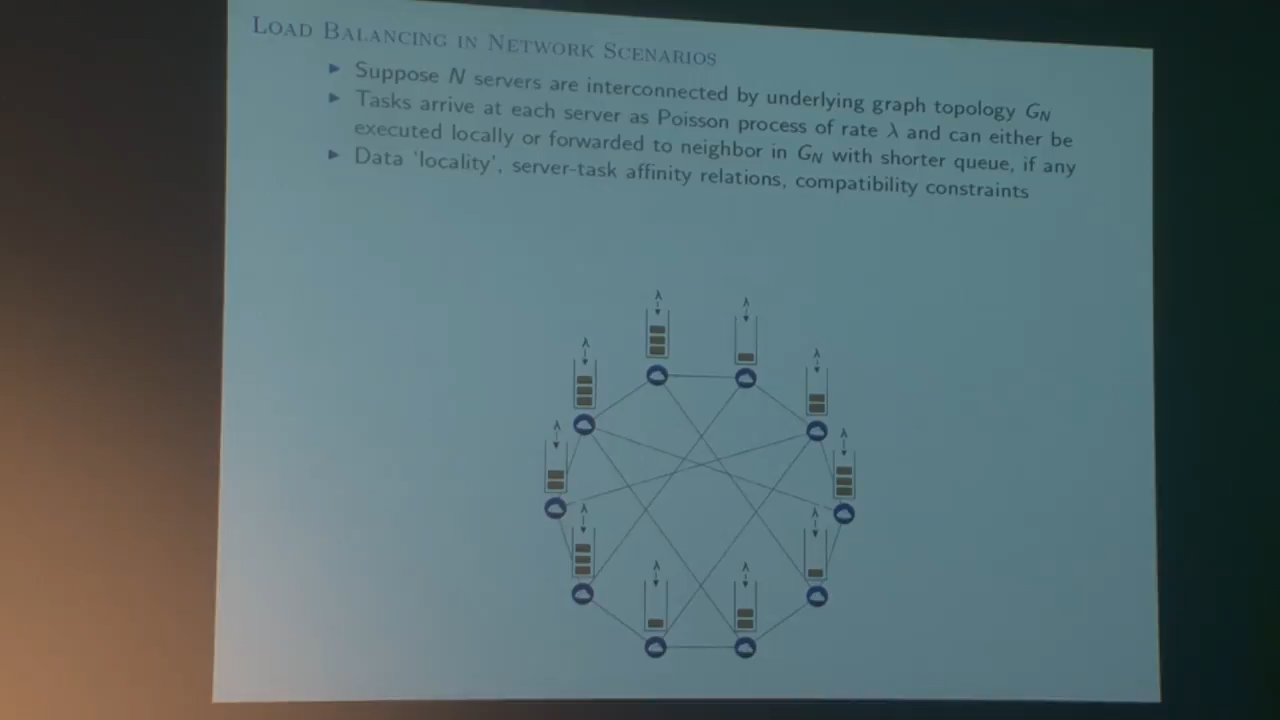 LOAD BALANCING IN NETWORK SCENARIOS
Suppose N servers are interconnected by underlying graph topology G_N
Tasks arrive at each server as Poisson process of rate λ and can either be
executed locally or forwarded to neighbor in G_N with shorter queue, if any
Data 'locality', server-task affinity relations, compatibility constraints
λ
λ
λ
λ
λ
λ
λ
λ
λ
λ